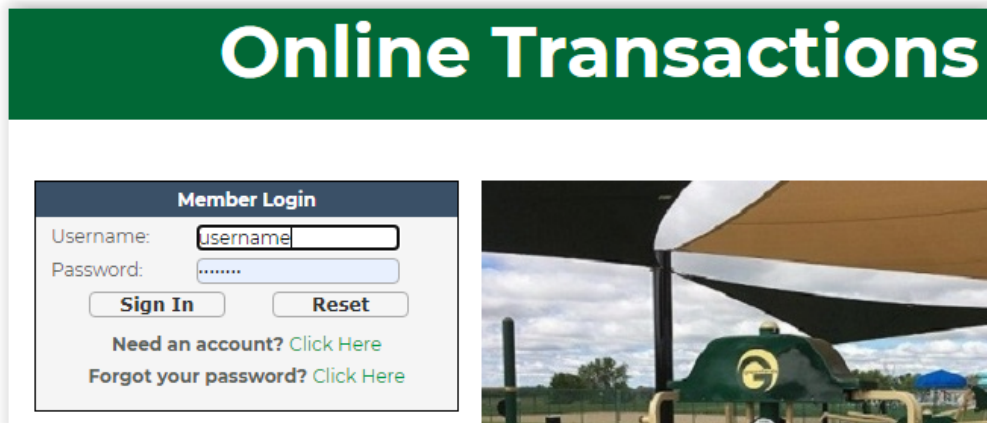 Online Transactions
Member Login
Username: username
Password: ········
Sign In Reset
Need an account? Click Here
Forgot your password? Click Here
G